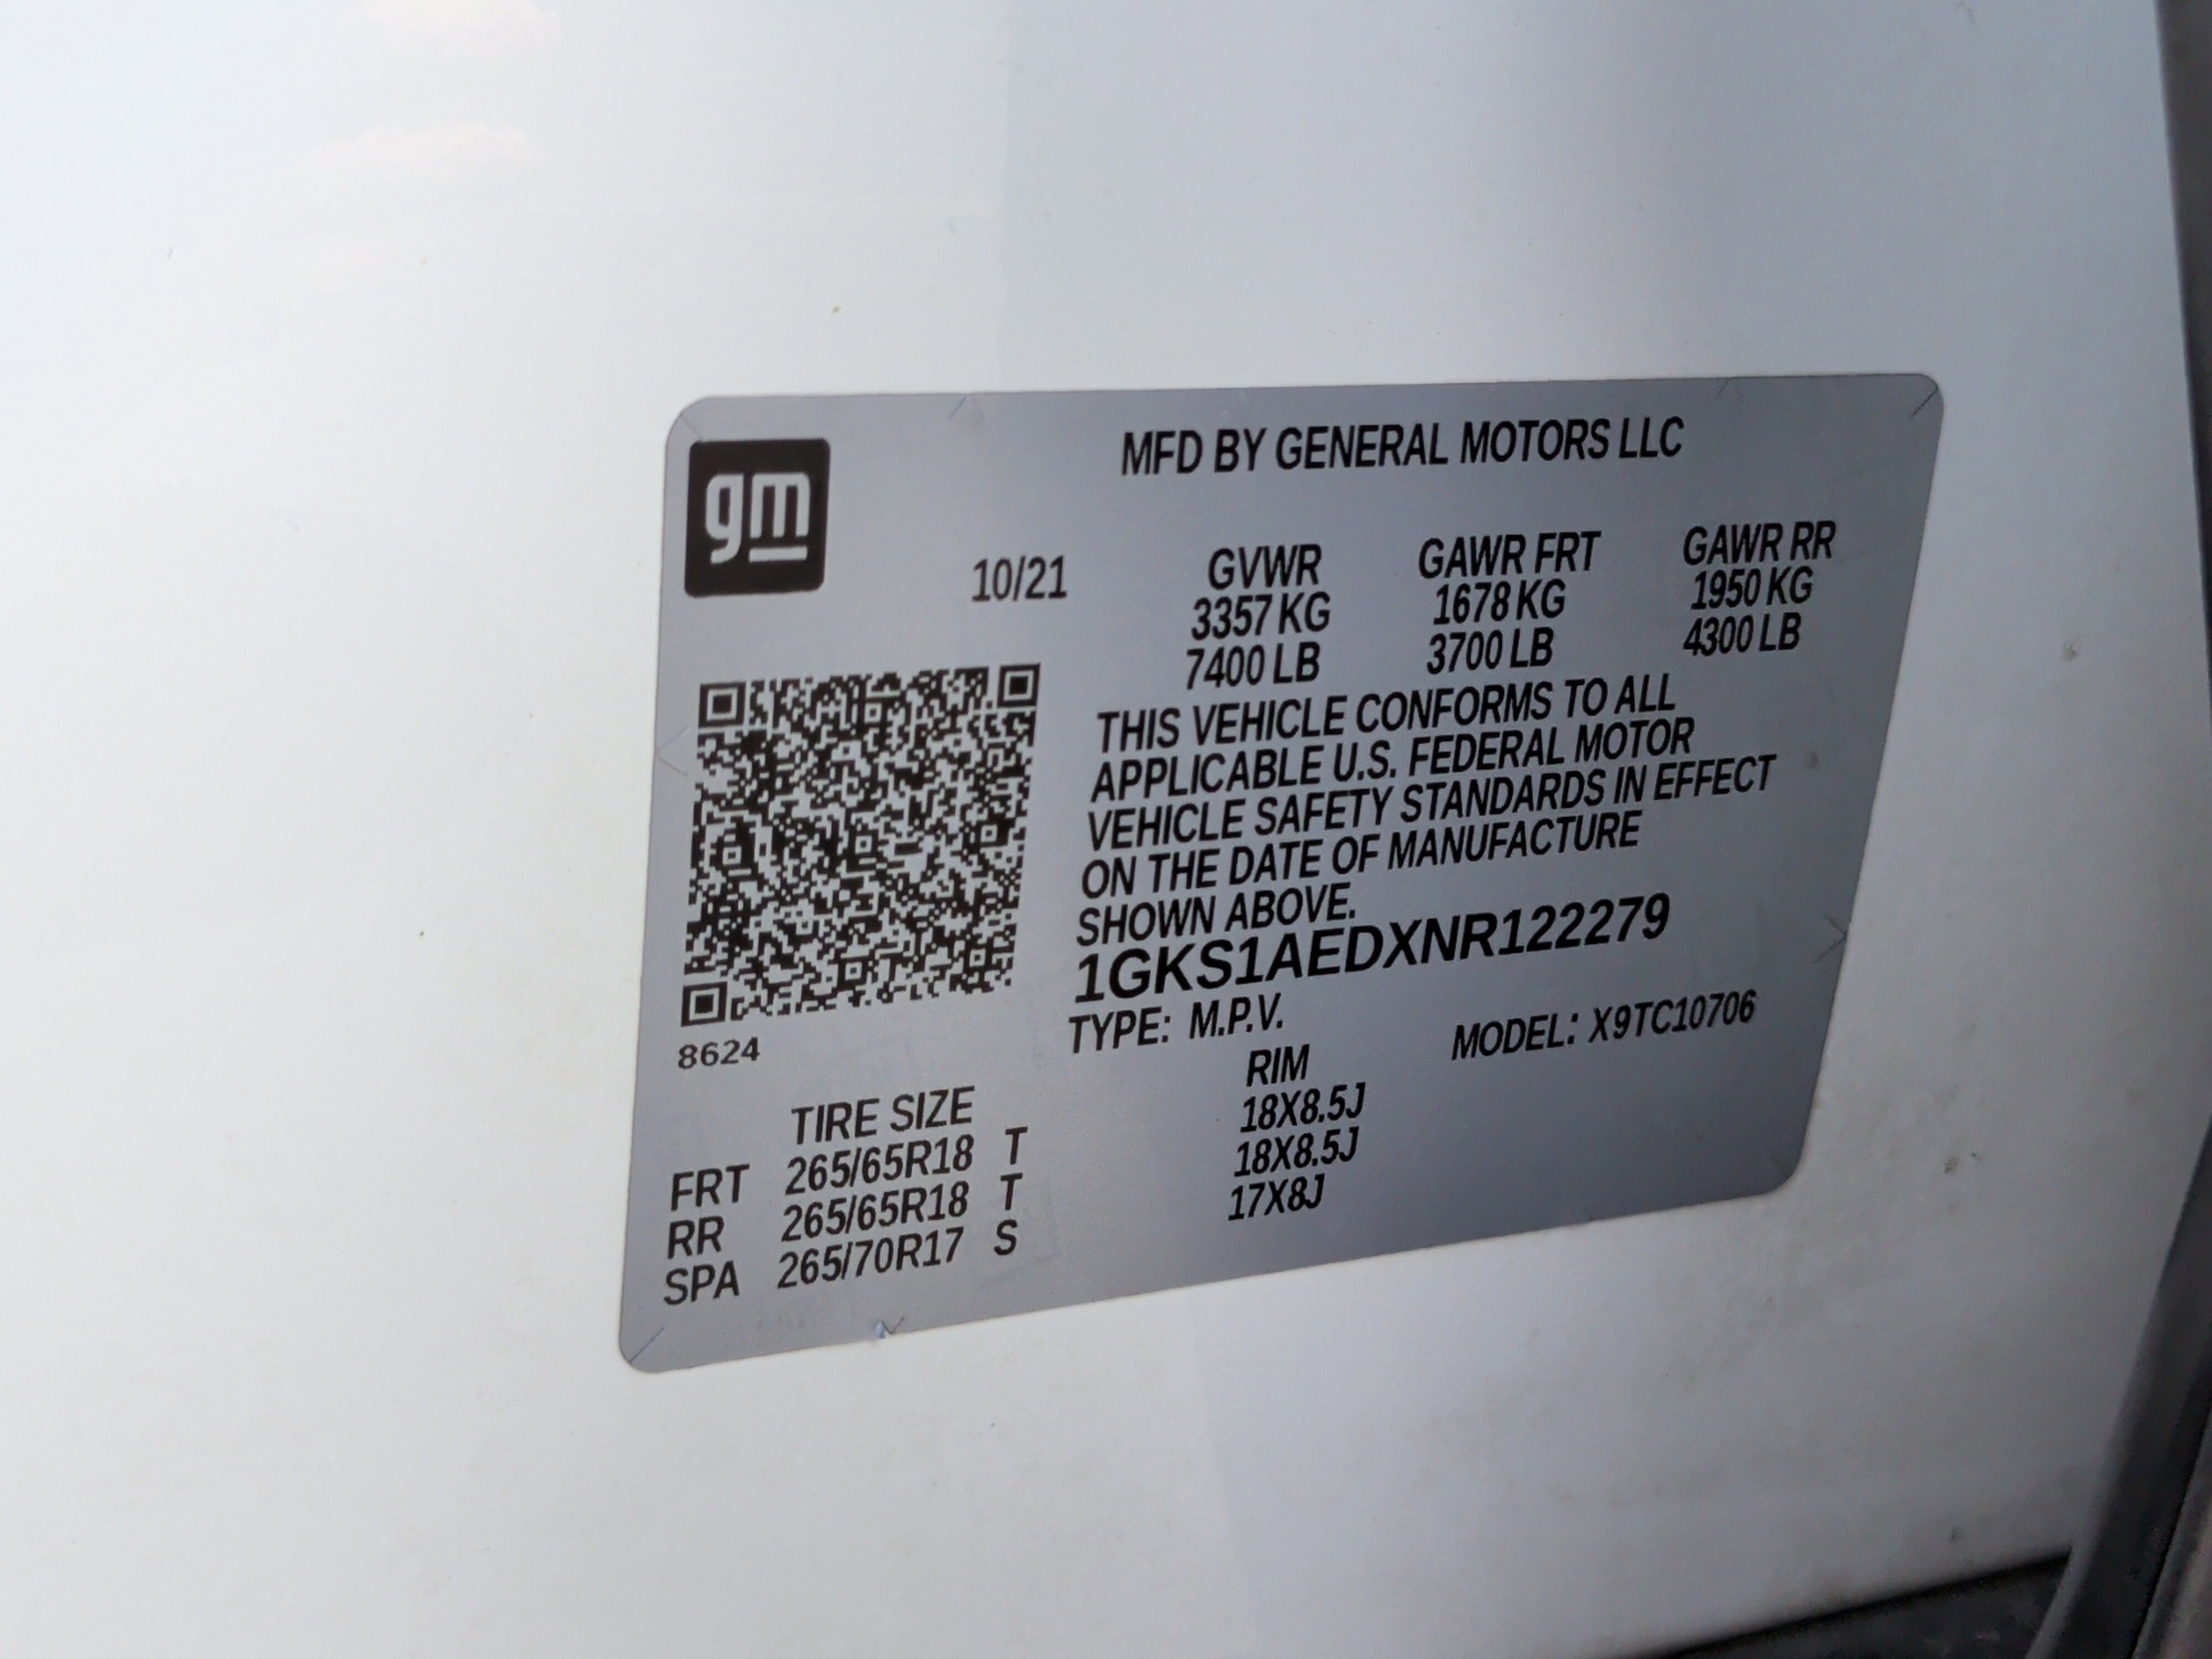 gm
MFD BY GENERAL MOTORS LLC
10/21 GVWR GAWR FRT GAWR RR
3357 KG 1678 KG 1950 KG
7400 LB 3700 LB 4300 LB
THIS VEHICLE CONFORMS TO ALL
APPLICABLE U.S. FEDERAL MOTOR
VEHICLE SAFETY STANDARDS IN EFFECT
ON THE DATE OF MANUFACTURE
SHOWN ABOVE.
1GKS1AEDXNR122279
TYPE: M.P.V. MODEL: X9TC10706
8624
TIRE SIZE RIM
FRT 265/65R18 T 18X8.5J
RR 265/65R18 T 18X8.5J
SPA 265/70R17 S 17X8J